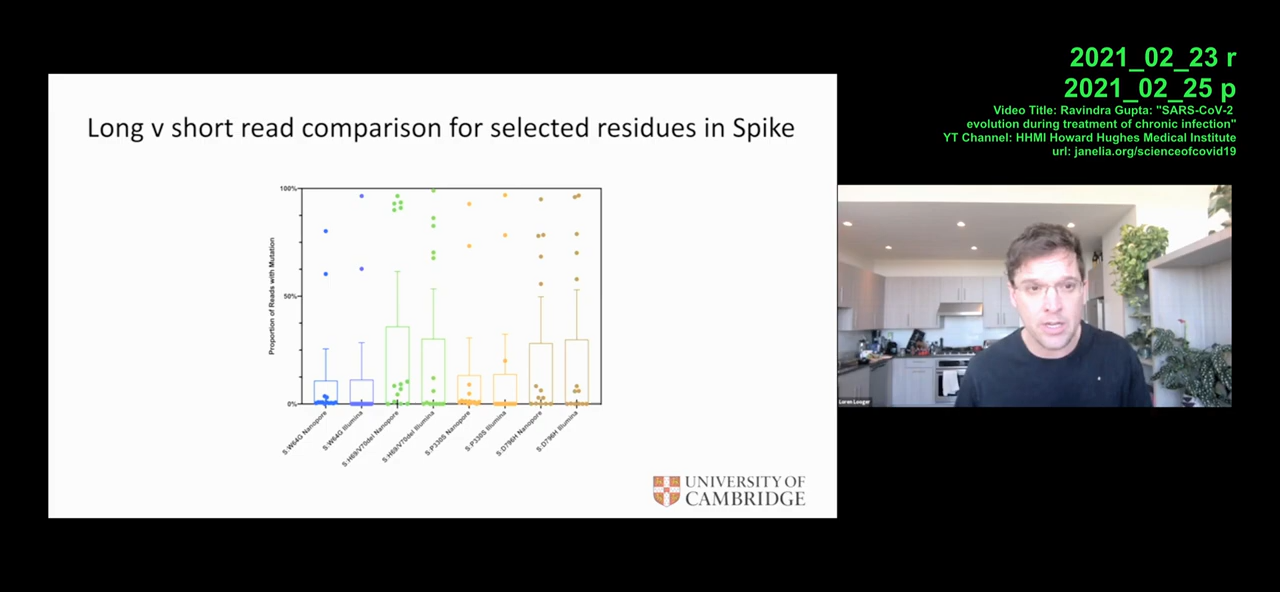 2021_02_23 r
2021_02_25 p
Video Title: Ravindra Gupta: "SARS-CoV-2
evolution during treatment of chronic infection"
YT Channel: HHMI Howard Hughes Medical Institute
url: janelia.org/scienceofcovid19
Long v short read comparison for selected residues in Spike
100%
50%
0%
Proportion of Reads with Mutation
S.W64G Nanopore
S.W64G Illumina
S.H69/V70del Nanopore
S.H69/V70del Illumina
S.P330S Nanopore
S.P330S Illumina
S.D796H Nanopore
S.D796H Illumina
UNIVERSITY OF
CAMBRIDGE
Loren Looger